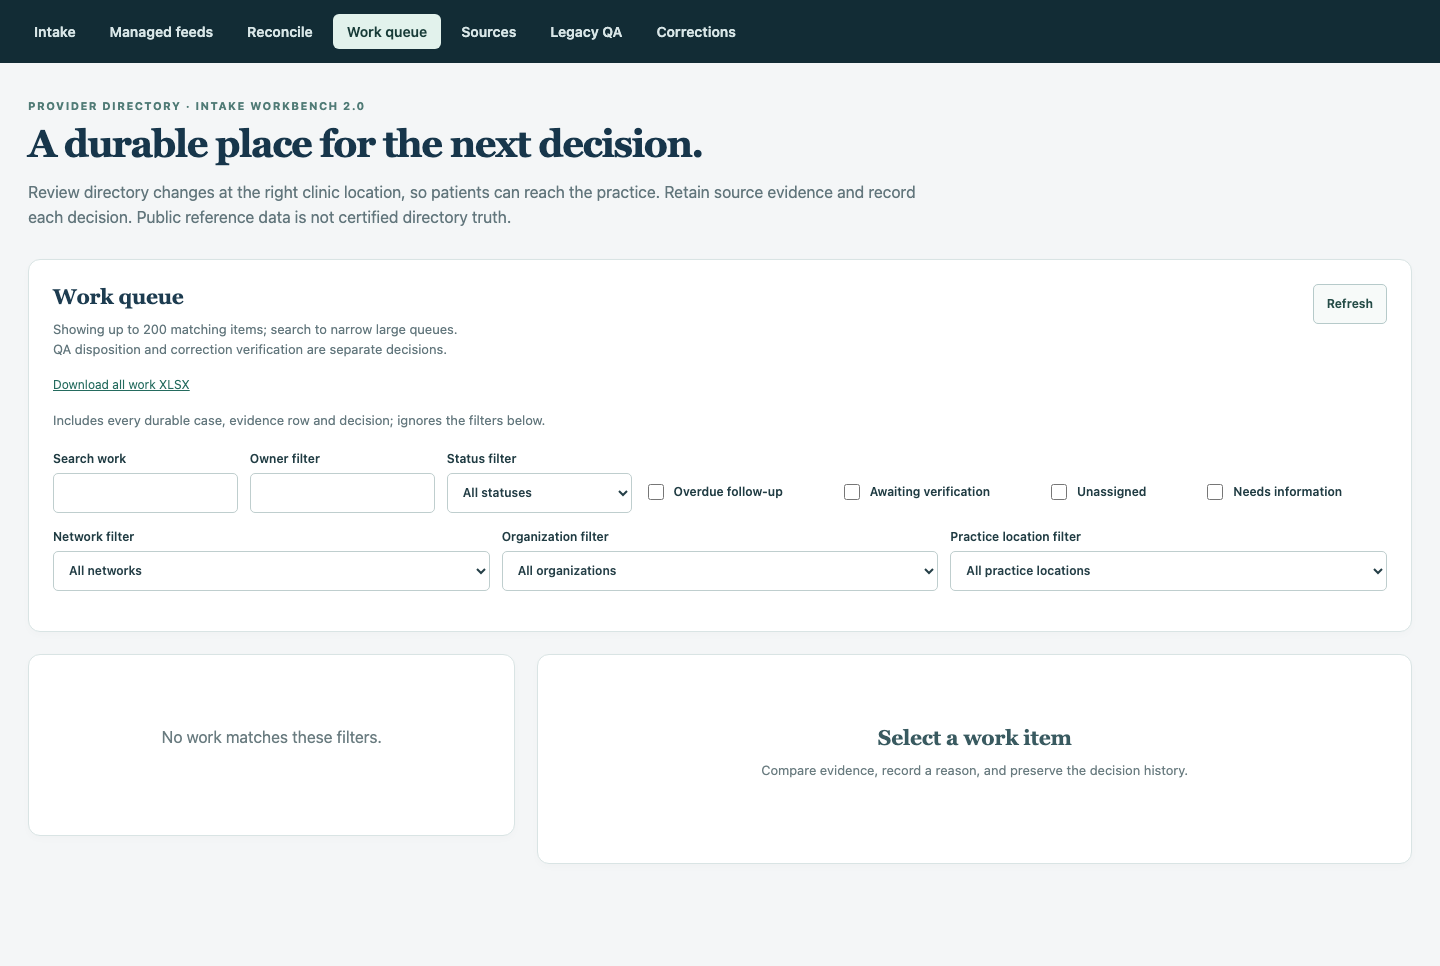 Intake
Managed feeds
Reconcile
Work queue
Sources
Legacy QA
Corrections
PROVIDER DIRECTORY · INTAKE WORKBENCH 2.0
A durable place for the next decision.
Review directory changes at the right clinic location, so patients can reach the practice. Retain source evidence and record
each decision. Public reference data is not certified directory truth.
Work queue
Refresh
Showing up to 200 matching items; search to narrow large queues.
QA disposition and correction verification are separate decisions.
Download all work XLSX
Includes every durable case, evidence row and decision; ignores the filters below.
Search work
Owner filter
Status filter
All statuses
Overdue follow-up
Awaiting verification
Unassigned
Needs information
Network filter
Organization filter
Practice location filter
All networks
All organizations
All practice locations
No work matches these filters.
Select a work item
Compare evidence, record a reason, and preserve the decision history.